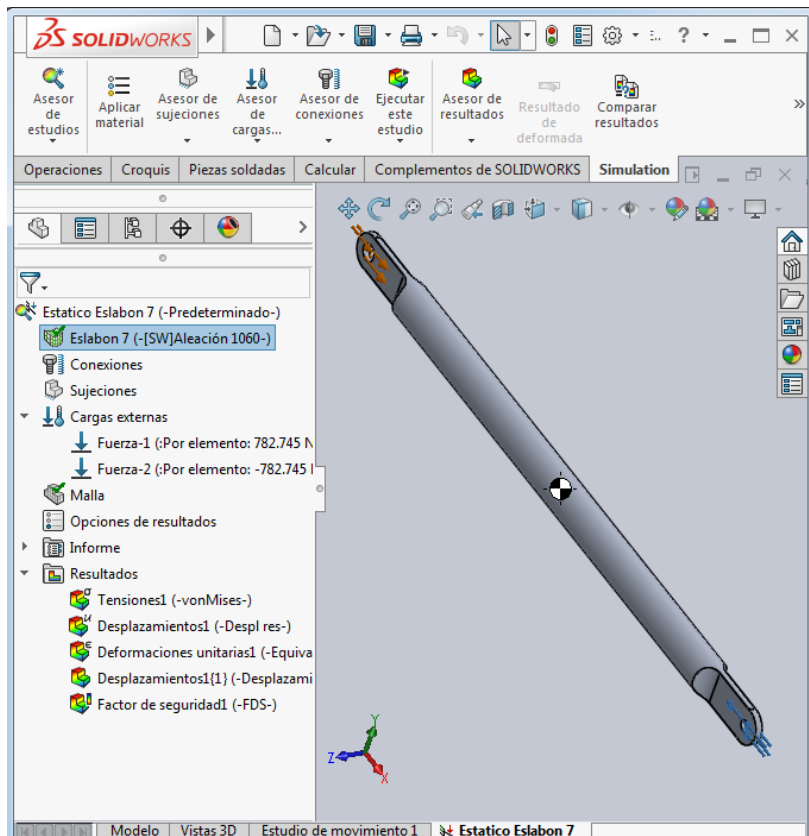 SOLIDWORKS
?
Asesor de estudios
Aplicar material
Asesor de sujeciones
Asesor de cargas...
Asesor de conexiones
Ejecutar este estudio
Asesor de resultados
Resultado de deformada
Comparar resultados
»
Operaciones Croquis Piezas soldadas Calcular Complementos de SOLIDWORKS Simulation
Estatico Eslabon 7 (-Predeterminado-)
Eslabon 7 (-[SW]Aleación 1060-)
Conexiones
Sujeciones
Cargas externas
Fuerza-1 (:Por elemento: 782.745 N
Fuerza-2 (:Por elemento: -782.745
Malla
Opciones de resultados
Informe
Resultados
Tensiones1 (-vonMises-)
Desplazamientos1 (-Despl res-)
Deformaciones unitarias1 (-Equiva
Desplazamientos1{1} (-Desplazami
Factor de seguridad1 (-FDS-)
Y
Z
X
Modelo Vistas 3D Estudio de movimiento 1 Estatico Eslabon 7